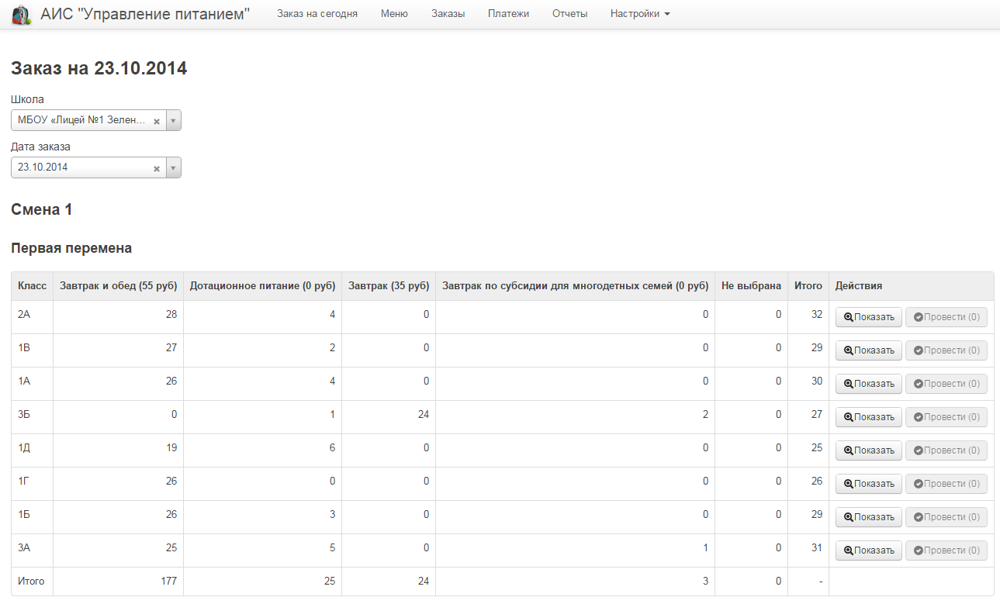 АИС "Управление питанием" Заказ на сегодня Меню Заказы Платежи Отчеты Настройки
Заказ на 23.10.2014
Школа
МБОУ «Лицей №1 Зелен...
Дата заказа
23.10.2014
Смена 1
Первая перемена
Класс Завтрак и обед (55 руб) Дотационное питание (0 руб) Завтрак (35 руб) Завтрак по субсидии для многодетных семей (0 руб) Не выбрана Итого Действия
2А 28 4 0 0 0 32 Показать Провести (0)
1В 27 2 0 0 0 29 Показать Провести (0)
1А 26 4 0 0 0 30 Показать Провести (0)
3Б 0 1 24 2 0 27 Показать Провести (0)
1Д 19 6 0 0 0 25 Показать Провести (0)
1Г 26 0 0 0 0 26 Показать Провести (0)
1Б 26 3 0 0 0 29 Показать Провести (0)
3А 25 5 0 1 0 31 Показать Провести (0)
Итого 177 25 24 3 0 -